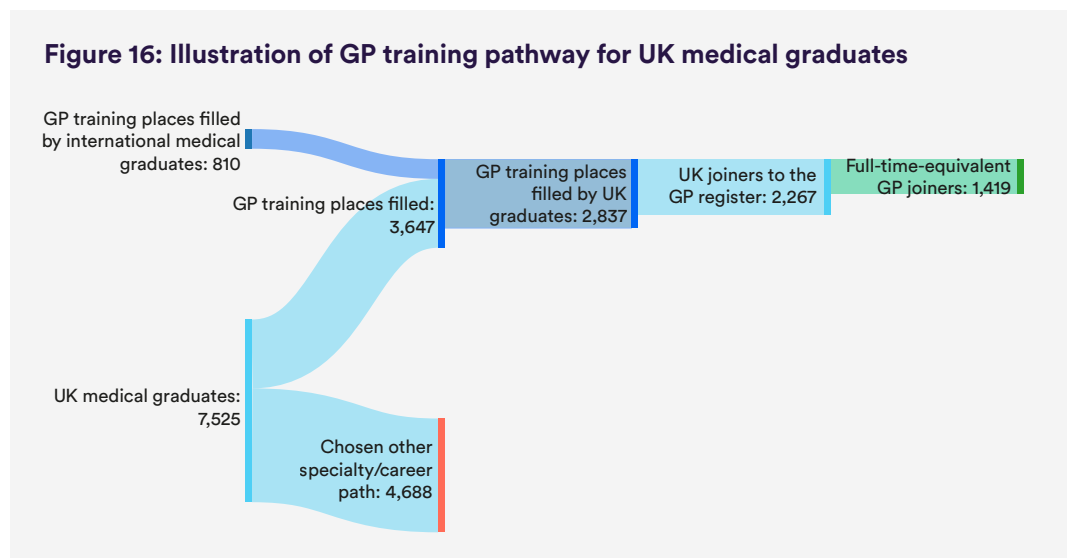 Figure 16: Illustration of GP training pathway for UK medical graduates
GP training places filled
by international medical
graduates: 810
GP training places filled:
3,647
GP training places
filled by UK
graduates: 2,837
UK joiners to the
GP register: 2,267
Full-time-equivalent
GP joiners: 1,419
UK medical graduates:
7,525
Chosen other
specialty/career
path: 4,688